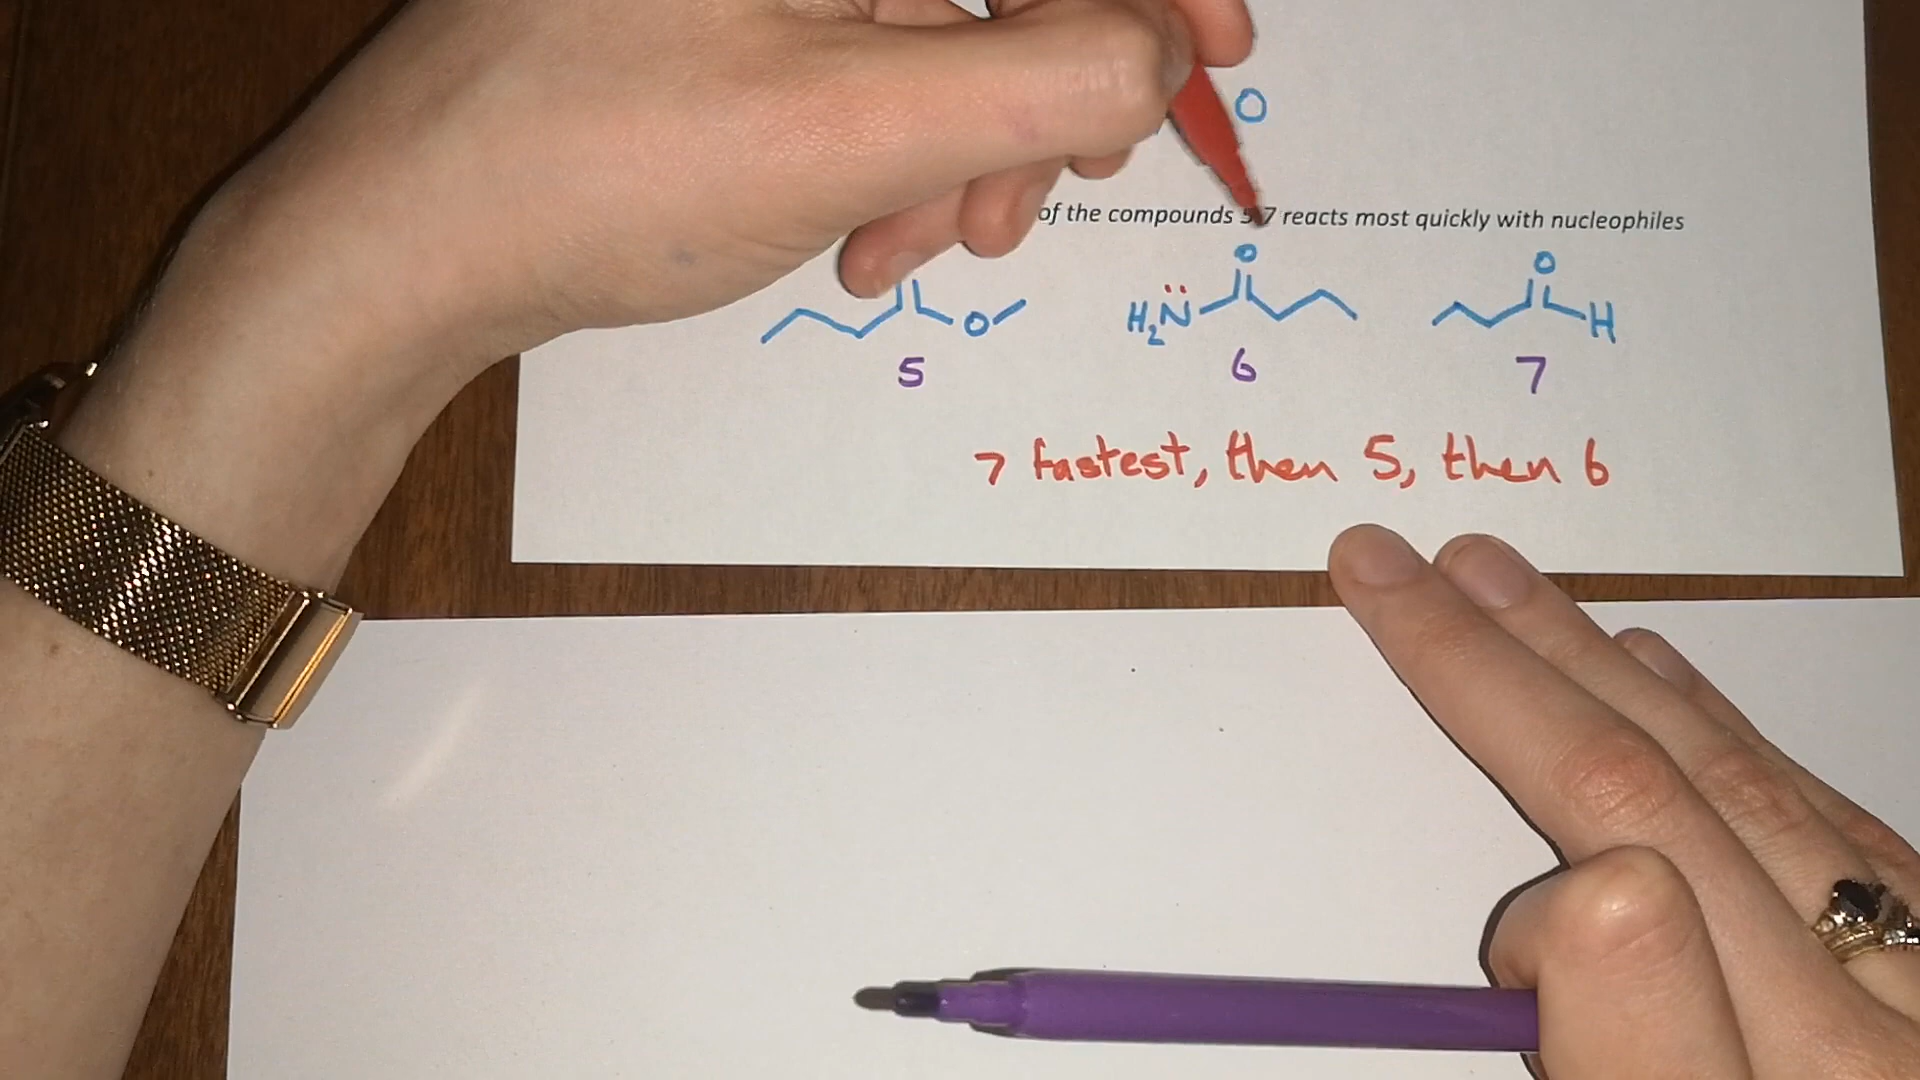 O
of the compounds 5-7 reacts most quickly with nucleophiles
O O
H₂N O H
5 6 7
7 fastest, then 5, then 6